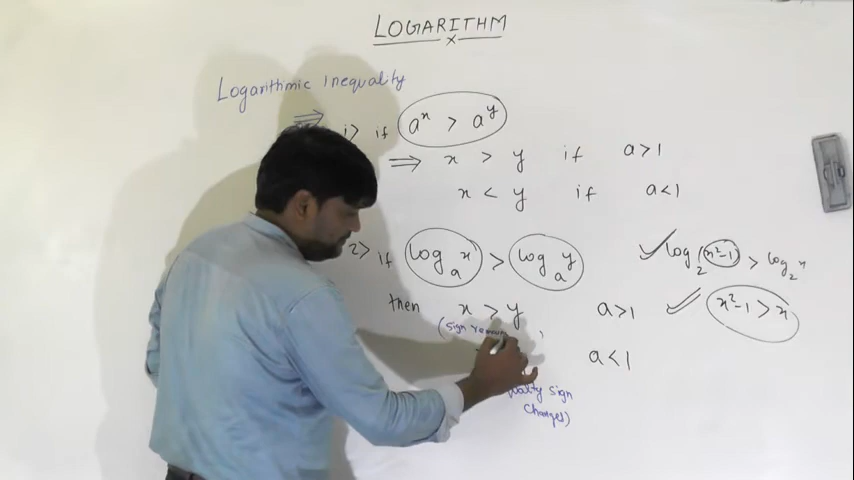 LOGARITHM
x
Logarithmic Inequality
⇒
i> if a^x > a^y
⇒ x > y if a>1
x < y if a<1
2> if log_a x > log_a y
then x > y a>1
(Sign
a<1
sign
changes)
✓ log_2 (x²-1) > log_2 x
x²-1 > x